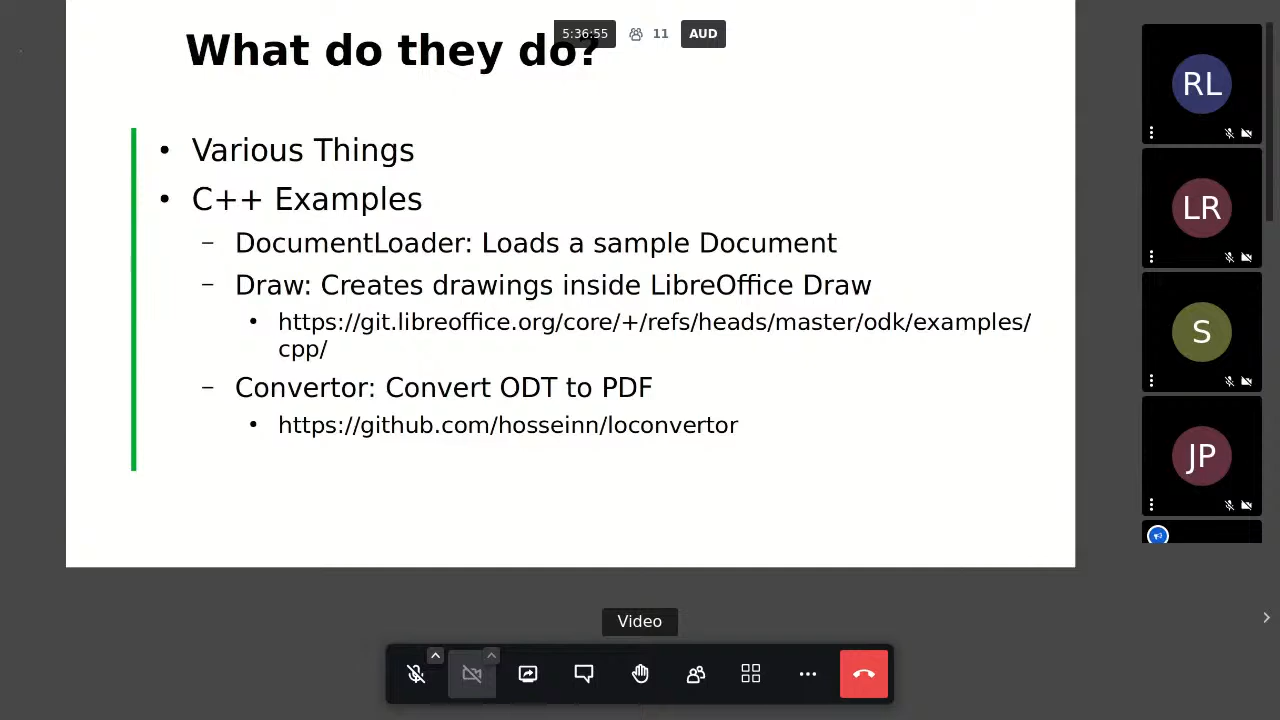 What do they do?
5:36:55
11
AUD
• Various Things
• C++ Examples
– DocumentLoader: Loads a sample Document
– Draw: Creates drawings inside LibreOffice Draw
• https://git.libreoffice.org/core/+/refs/heads/master/odk/examples/
cpp/
– Convertor: Convert ODT to PDF
• https://github.com/hosseinn/loconvertor
RL
LR
S
JP
Video